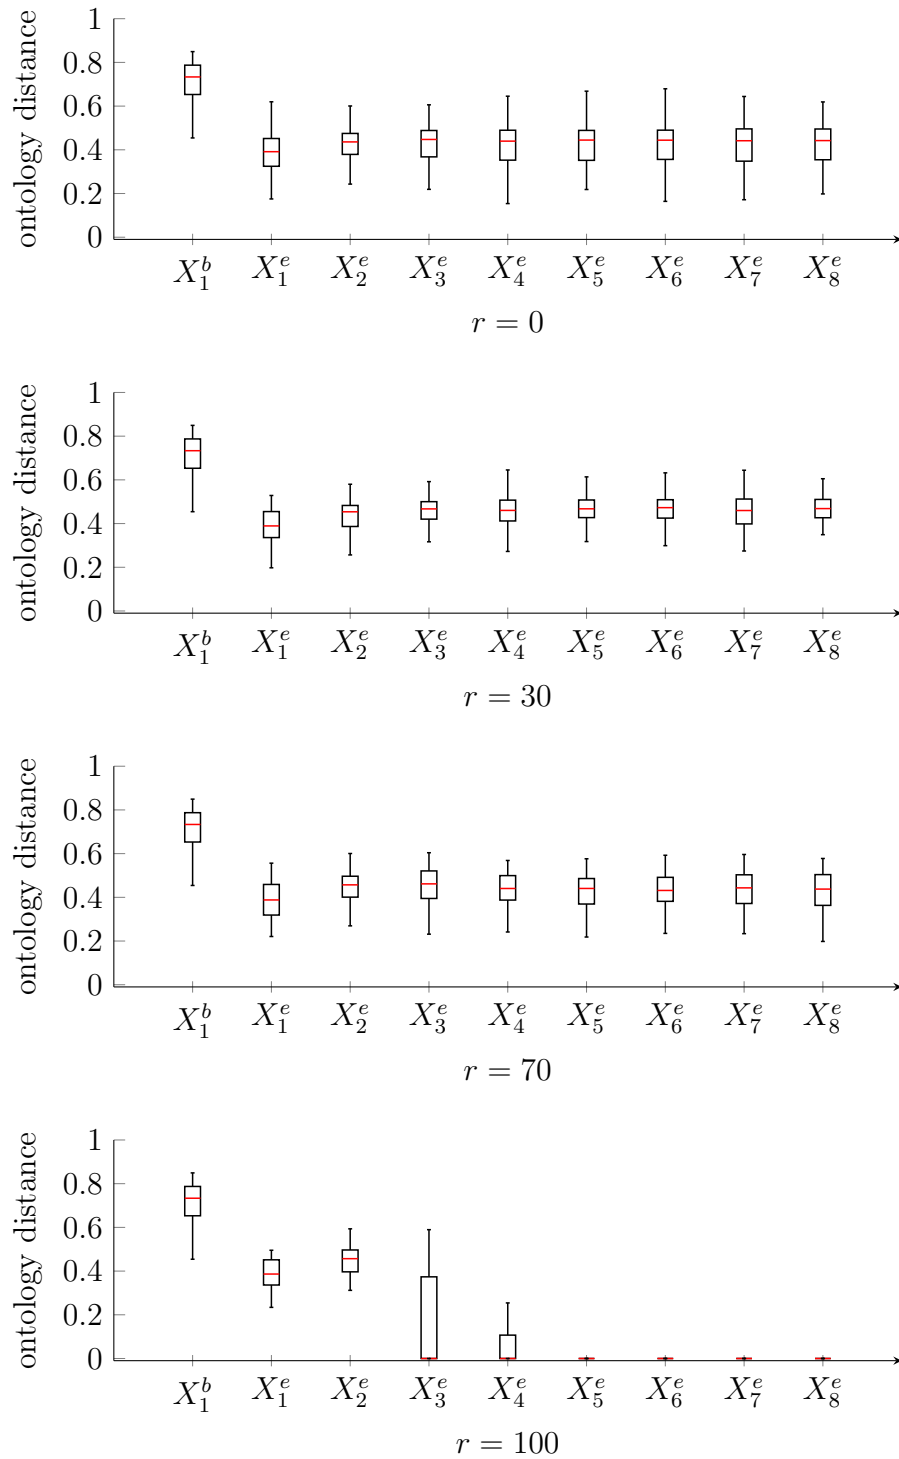 1
0.8
0.6
0.4
0.2
0
ontology distance
X_1^b X_1^e X_2^e X_3^e X_4^e X_5^e X_6^e X_7^e X_8^e
r = 0
1
0.8
0.6
0.4
0.2
0
ontology distance
X_1^b X_1^e X_2^e X_3^e X_4^e X_5^e X_6^e X_7^e X_8^e
r = 30
1
0.8
0.6
0.4
0.2
0
ontology distance
X_1^b X_1^e X_2^e X_3^e X_4^e X_5^e X_6^e X_7^e X_8^e
r = 70
1
0.8
0.6
0.4
0.2
0
ontology distance
X_1^b X_1^e X_2^e X_3^e X_4^e X_5^e X_6^e X_7^e X_8^e
r = 100